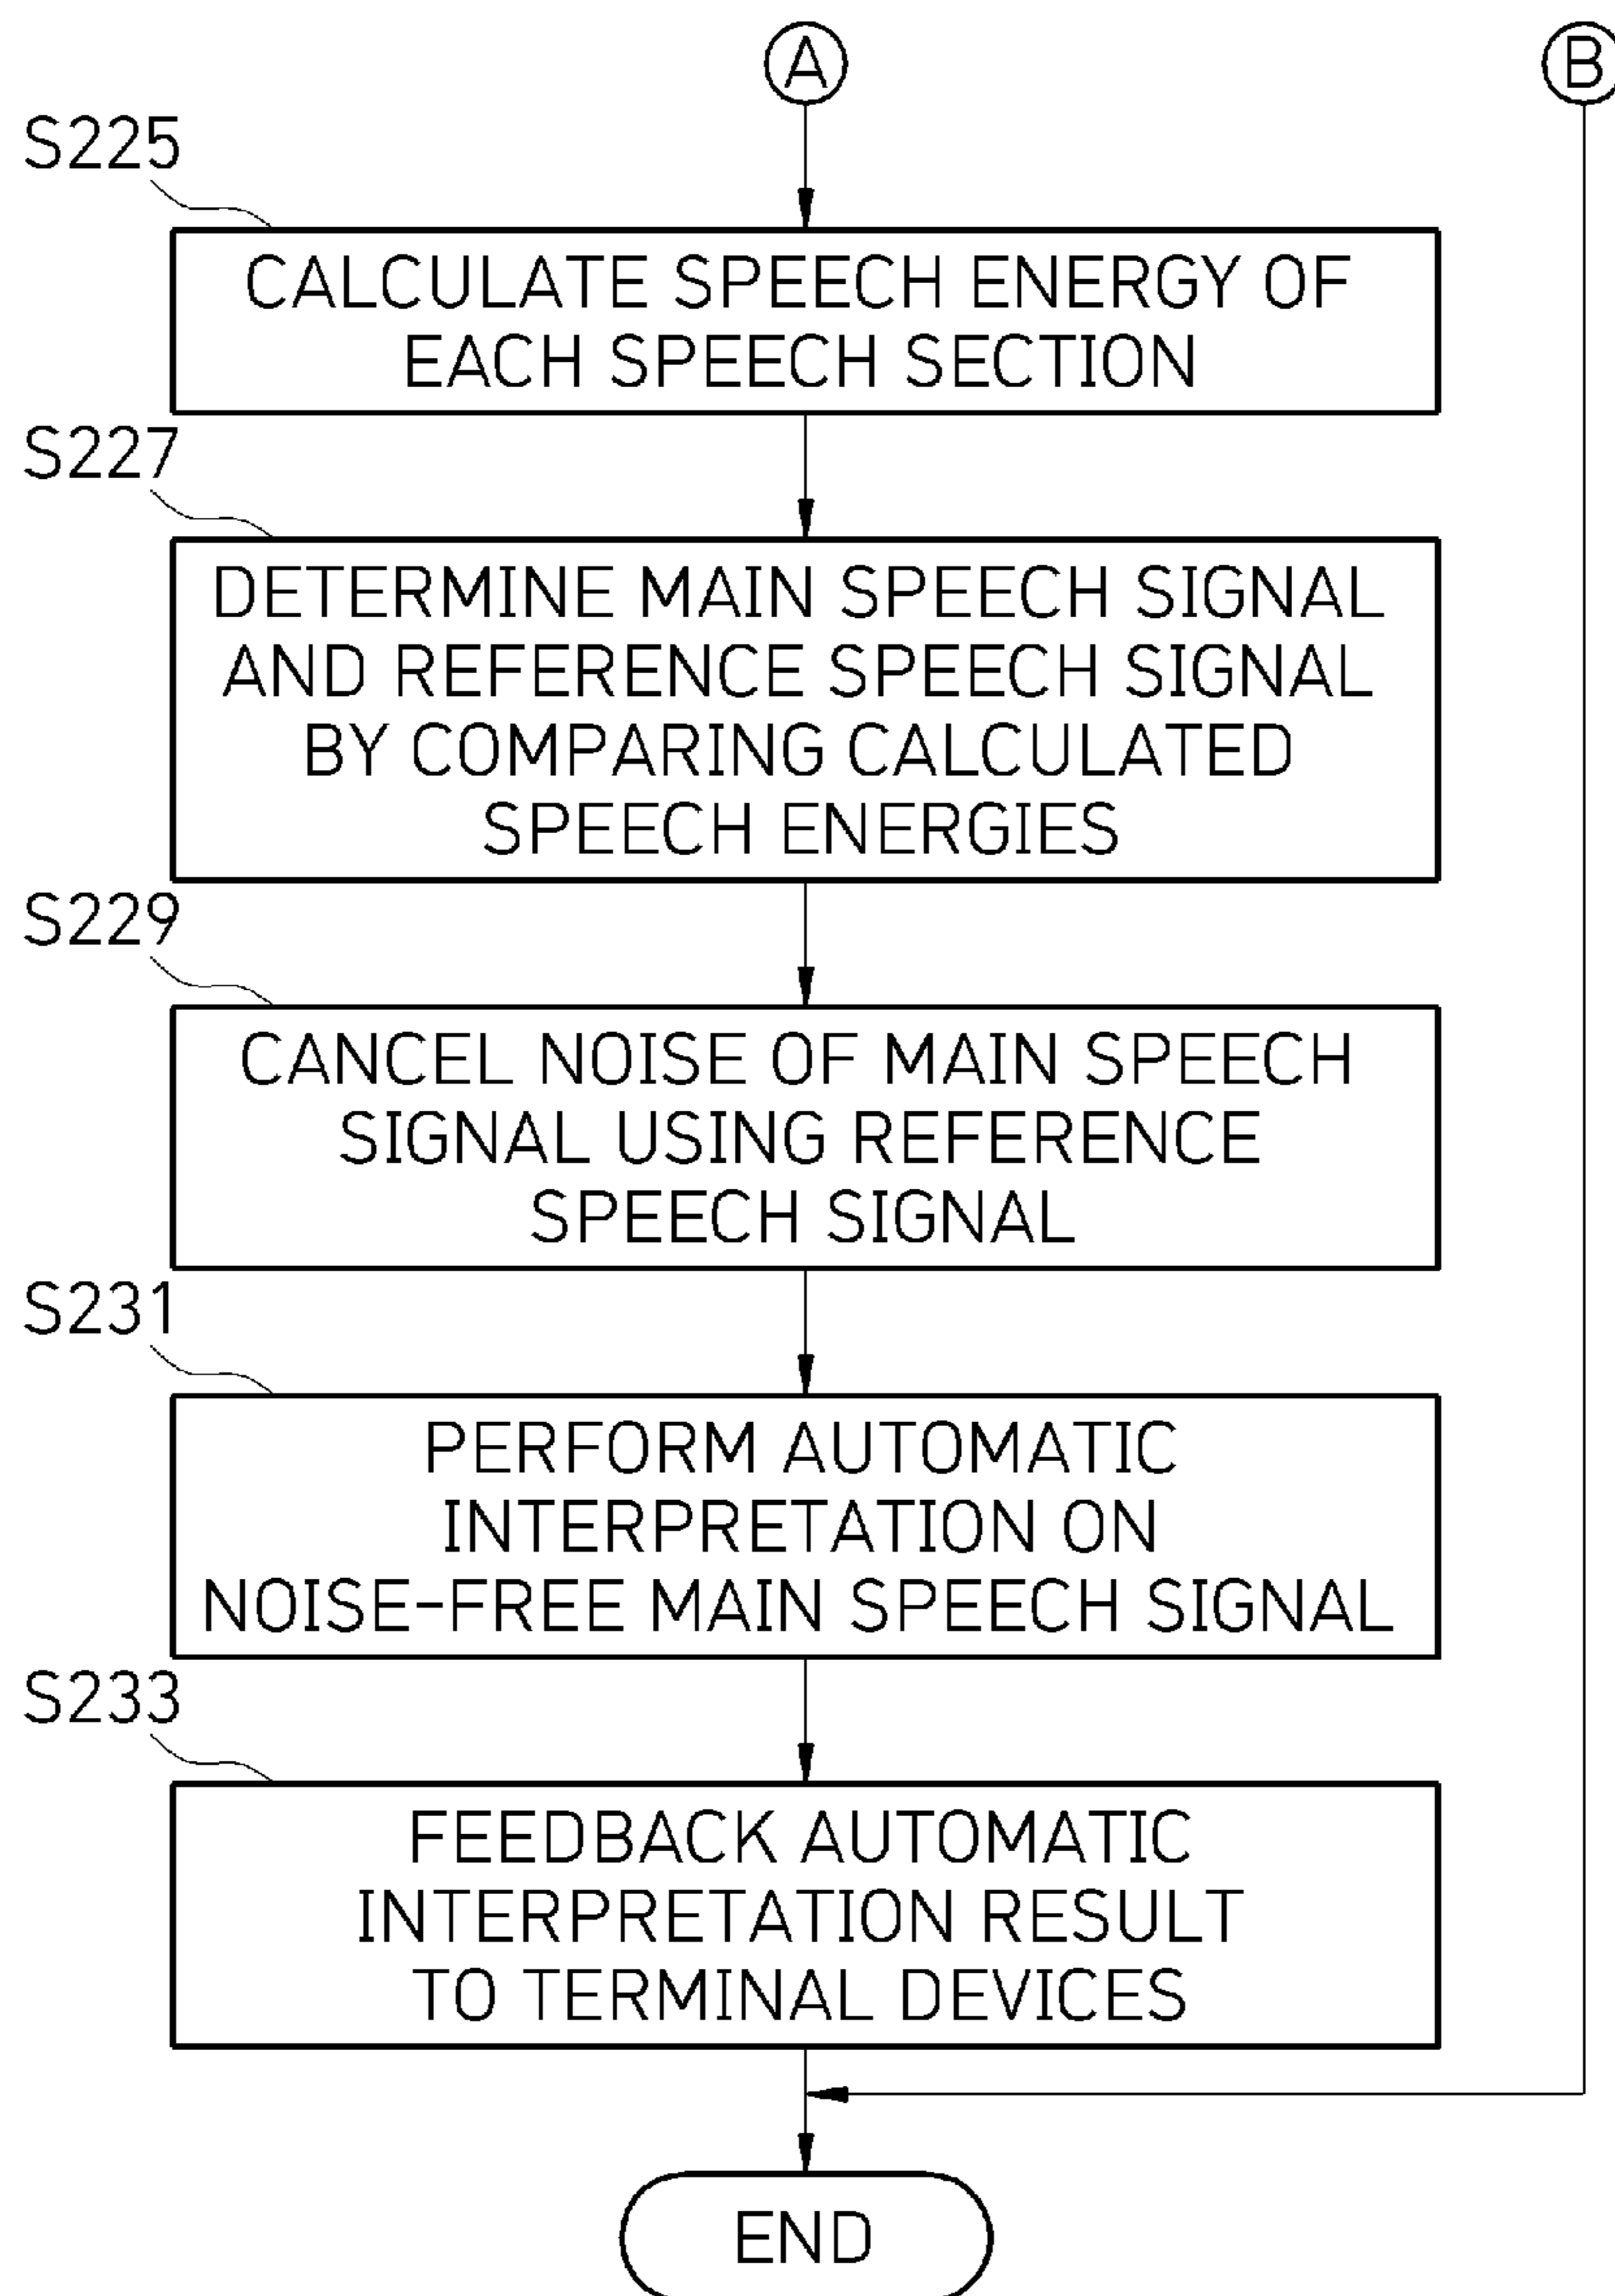 A
B
S225
CALCULATE SPEECH ENERGY OF
EACH SPEECH SECTION
S227
DETERMINE MAIN SPEECH SIGNAL
AND REFERENCE SPEECH SIGNAL
BY COMPARING CALCULATED
SPEECH ENERGIES
S229
CANCEL NOISE OF MAIN SPEECH
SIGNAL USING REFERENCE
SPEECH SIGNAL
S231
PERFORM AUTOMATIC
INTERPRETATION ON
NOISE-FREE MAIN SPEECH SIGNAL
S233
FEEDBACK AUTOMATIC
INTERPRETATION RESULT
TO TERMINAL DEVICES
END